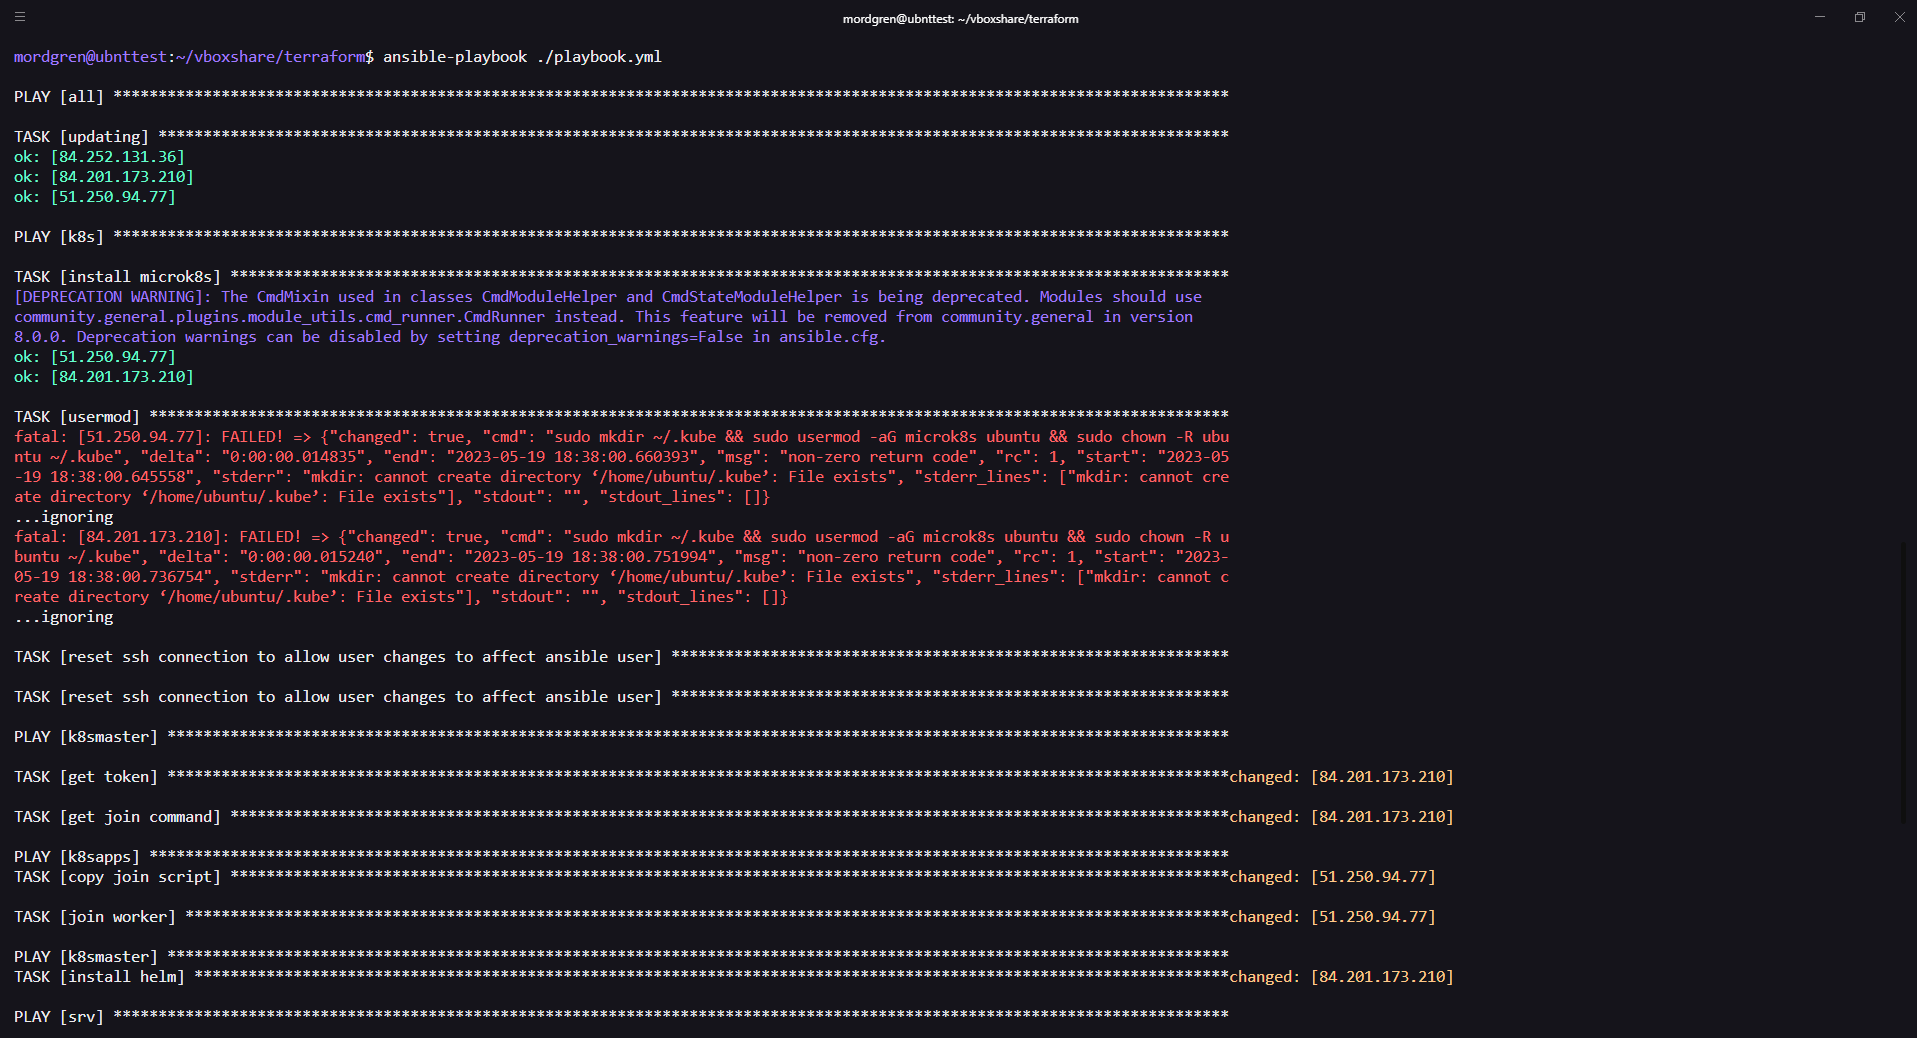 mordgren@ubnttest: ~/vboxshare/terraform
mordgren@ubnttest:~/vboxshare/terraform$ ansible-playbook ./playbook.yml
PLAY [all] ****************************************************************************************************************************
TASK [updating] ***********************************************************************************************************************
ok: [84.252.131.36]
ok: [84.201.173.210]
ok: [51.250.94.77]
PLAY [k8s] ****************************************************************************************************************************
TASK [install microk8s] ***************************************************************************************************************
[DEPRECATION WARNING]: The CmdMixin used in classes CmdModuleHelper and CmdStateModuleHelper is being deprecated. Modules should use
community.general.plugins.module_utils.cmd_runner.CmdRunner instead. This feature will be removed from community.general in version
8.0.0. Deprecation warnings can be disabled by setting deprecation_warnings=False in ansible.cfg.
ok: [51.250.94.77]
ok: [84.201.173.210]
TASK [usermod] ************************************************************************************************************************
fatal: [51.250.94.77]: FAILED! => {"changed": true, "cmd": "sudo mkdir ~/.kube && sudo usermod -aG microk8s ubuntu && sudo chown -R ubu
ntu ~/.kube", "delta": "0:00:00.014835", "end": "2023-05-19 18:38:00.660393", "msg": "non-zero return code", "rc": 1, "start": "2023-05
-19 18:38:00.645558", "stderr": "mkdir: cannot create directory ‘/home/ubuntu/.kube’: File exists", "stderr_lines": ["mkdir: cannot cre
ate directory ‘/home/ubuntu/.kube’: File exists"], "stdout": "", "stdout_lines": []}
...ignoring
fatal: [84.201.173.210]: FAILED! => {"changed": true, "cmd": "sudo mkdir ~/.kube && sudo usermod -aG microk8s ubuntu && sudo chown -R u
buntu ~/.kube", "delta": "0:00:00.015240", "end": "2023-05-19 18:38:00.751994", "msg": "non-zero return code", "rc": 1, "start": "2023-
05-19 18:38:00.736754", "stderr": "mkdir: cannot create directory ‘/home/ubuntu/.kube’: File exists", "stderr_lines": ["mkdir: cannot c
reate directory ‘/home/ubuntu/.kube’: File exists"], "stdout": "", "stdout_lines": []}
...ignoring
TASK [reset ssh connection to allow user changes to affect ansible user] **************************************************************
TASK [reset ssh connection to allow user changes to affect ansible user] **************************************************************
PLAY [k8smaster] **********************************************************************************************************************
TASK [get token] **********************************************************************************************************************changed: [84.201.173.210]
TASK [get join command] ***************************************************************************************************************changed: [84.201.173.210]
PLAY [k8sapps] ************************************************************************************************************************
TASK [copy join script] ***************************************************************************************************************changed: [51.250.94.77]
TASK [join worker] ********************************************************************************************************************changed: [51.250.94.77]
PLAY [k8smaster] **********************************************************************************************************************
TASK [install helm] *******************************************************************************************************************changed: [84.201.173.210]
PLAY [srv] ****************************************************************************************************************************